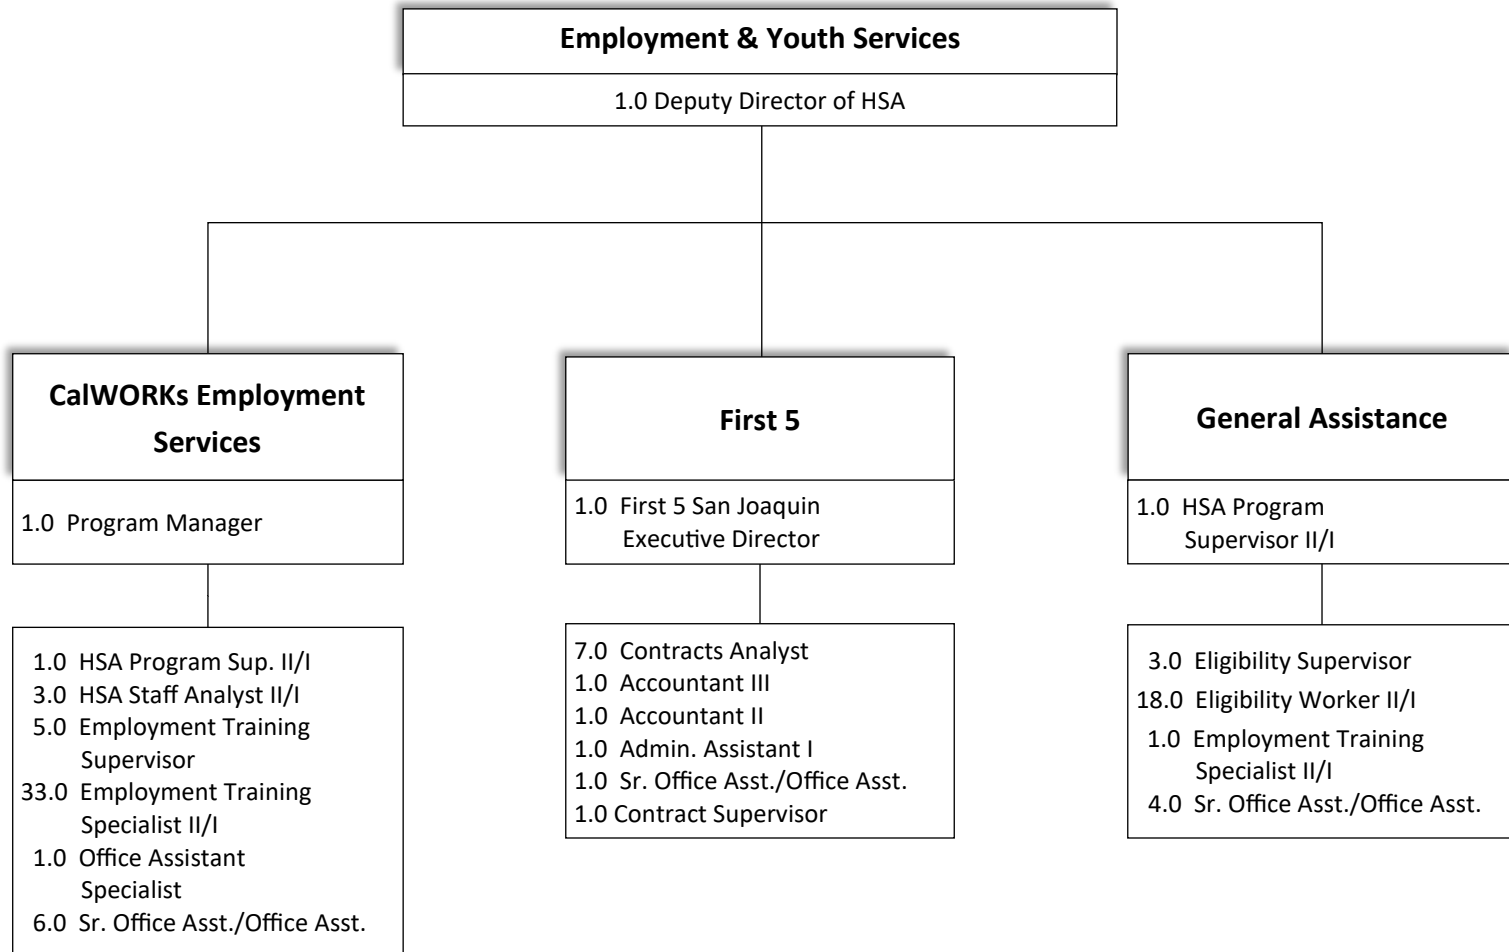 Employment & Youth Services
1.0 Deputy Director of HSA
CalWORKs Employment
Services
1.0 Program Manager
1.0 HSA Program Sup. II/I
3.0 HSA Staff Analyst II/I
5.0 Employment Training
Supervisor
33.0 Employment Training
Specialist II/I
1.0 Office Assistant
Specialist
6.0 Sr. Office Asst./Office Asst.
First 5
1.0 First 5 San Joaquin
Executive Director
7.0 Contracts Analyst
1.0 Accountant III
1.0 Accountant II
1.0 Admin. Assistant I
1.0 Sr. Office Asst./Office Asst.
1.0 Contract Supervisor
General Assistance
1.0 HSA Program
Supervisor II/I
3.0 Eligibility Supervisor
18.0 Eligibility Worker II/I
1.0 Employment Training
Specialist II/I
4.0 Sr. Office Asst./Office Asst.